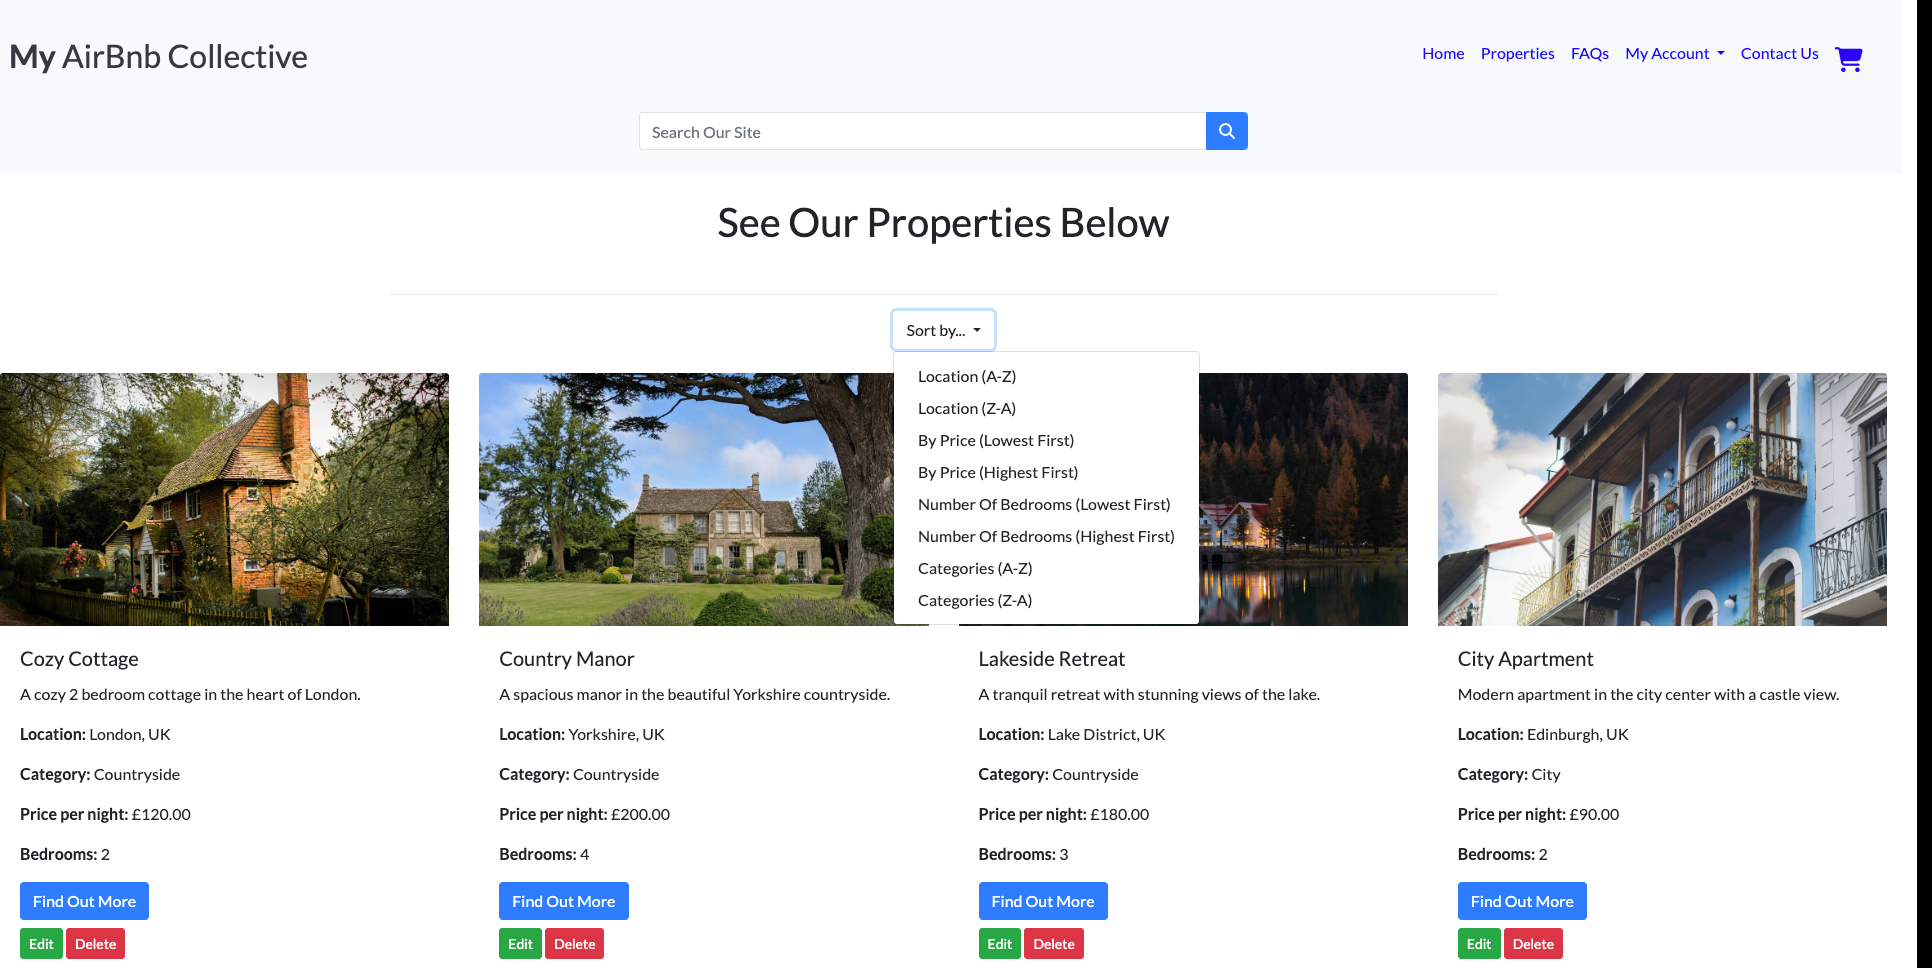 My AirBnb Collective
Home Properties FAQs My Account Contact Us
Search Our Site
See Our Properties Below
Sort by...
Location (A-Z)
Location (Z-A)
By Price (Lowest First)
By Price (Highest First)
Number Of Bedrooms (Lowest First)
Number Of Bedrooms (Highest First)
Categories (A-Z)
Categories (Z-A)
Cozy Cottage
A cozy 2 bedroom cottage in the heart of London.
Location: London, UK
Category: Countryside
Price per night: £120.00
Bedrooms: 2
Find Out More
Edit Delete
Country Manor
A spacious manor in the beautiful Yorkshire countryside.
Location: Yorkshire, UK
Category: Countryside
Price per night: £200.00
Bedrooms: 4
Find Out More
Edit Delete
Lakeside Retreat
A tranquil retreat with stunning views of the lake.
Location: Lake District, UK
Category: Countryside
Price per night: £180.00
Bedrooms: 3
Find Out More
Edit Delete
City Apartment
Modern apartment in the city center with a castle view.
Location: Edinburgh, UK
Category: City
Price per night: £90.00
Bedrooms: 2
Find Out More
Edit Delete